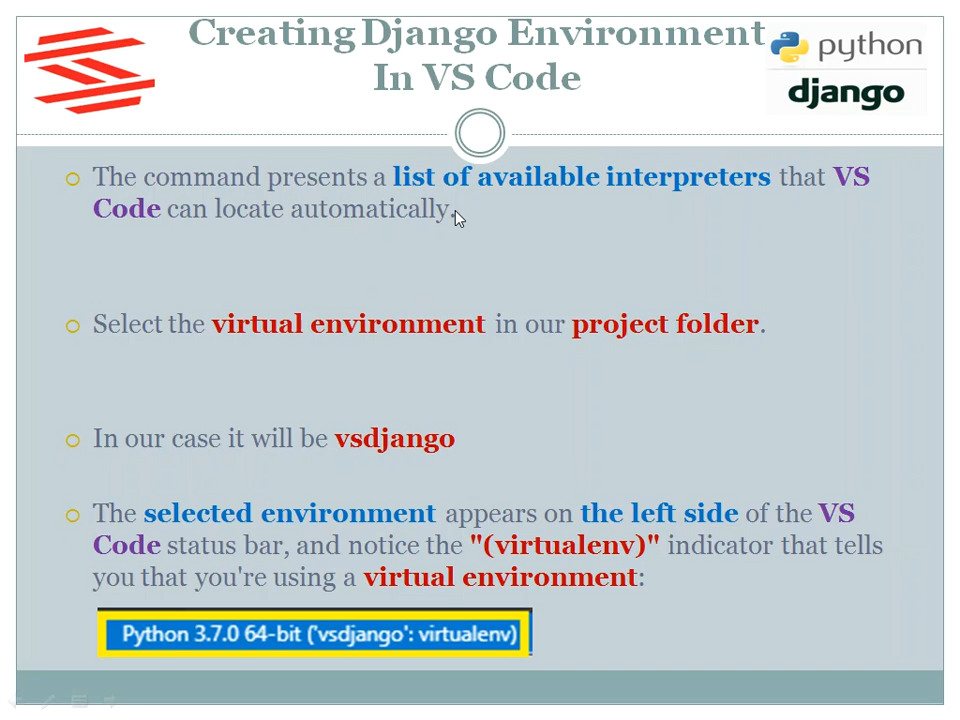 Creating Django Environment
In VS Code
python
django
The command presents a list of available interpreters that VS
Code can locate automatically.
Select the virtual environment in our project folder.
In our case it will be vsdjango
The selected environment appears on the left side of the VS
Code status bar, and notice the "(virtualenv)" indicator that tells
you that you're using a virtual environment:
Python 3.7.0 64-bit ('vsdjango': virtualenv)